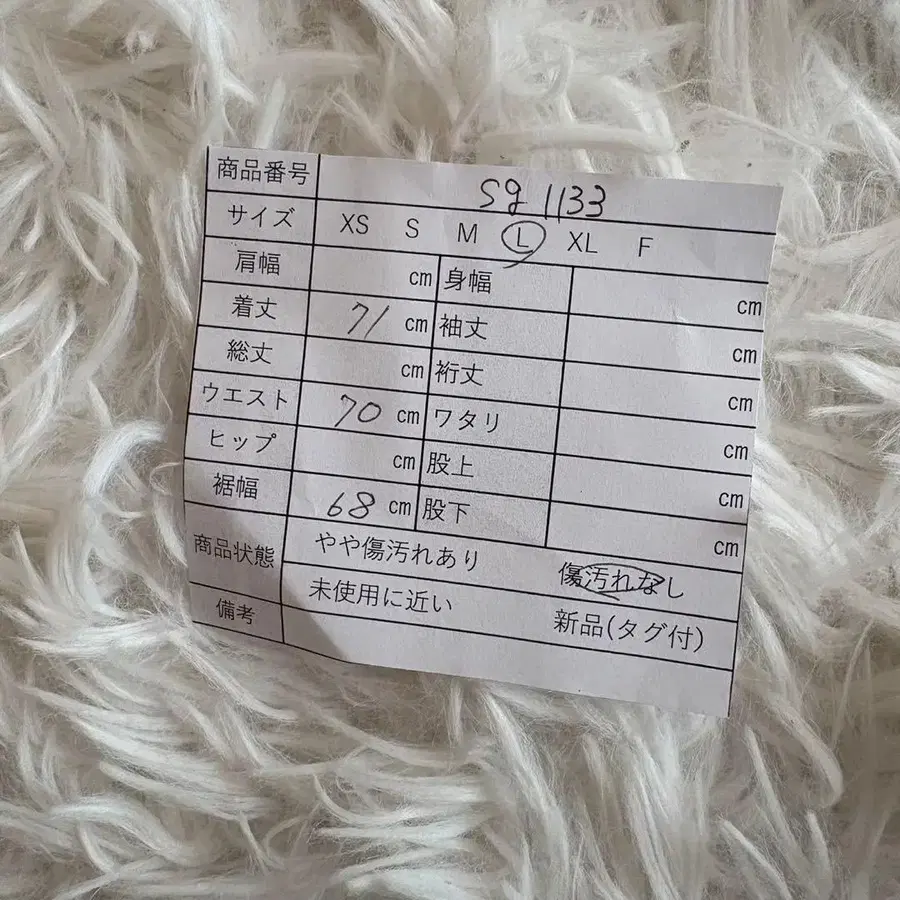 商品番号 sg 1133
サイズ XS S M L XL F
肩幅 cm 身幅 cm
着丈 71 cm 袖丈 cm
総丈 cm 裄丈 cm
ウエスト 70 cm ワタリ cm
ヒップ cm 股上 cm
裾幅 68 cm 股下 cm
商品状態 やや傷汚れあり 傷汚れなし
未使用に近い 新品(タグ付)
備考